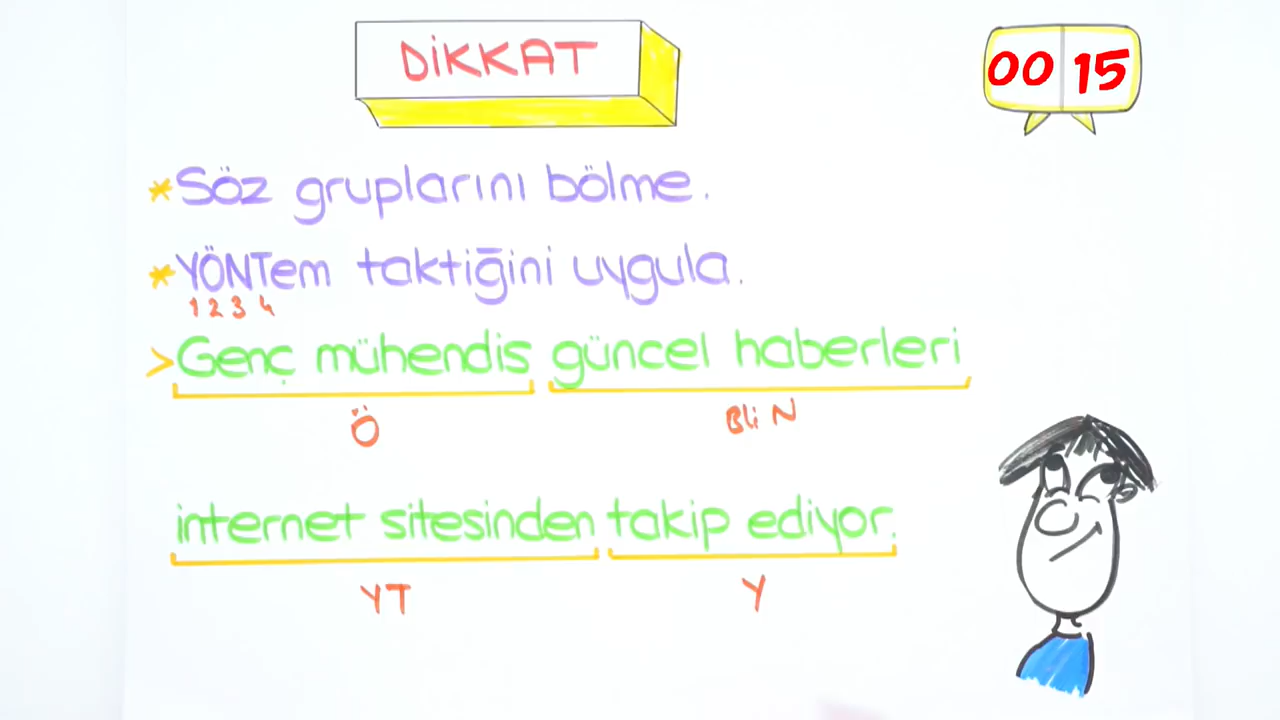 DİKKAT
00 15
* Söz gruplarını bölme.
* YÖNTem taktiğini uygula.
1 2 3 4
> Genç mühendis güncel haberleri
Ö Bli N
internet sitesinden takip ediyor.
YT Y